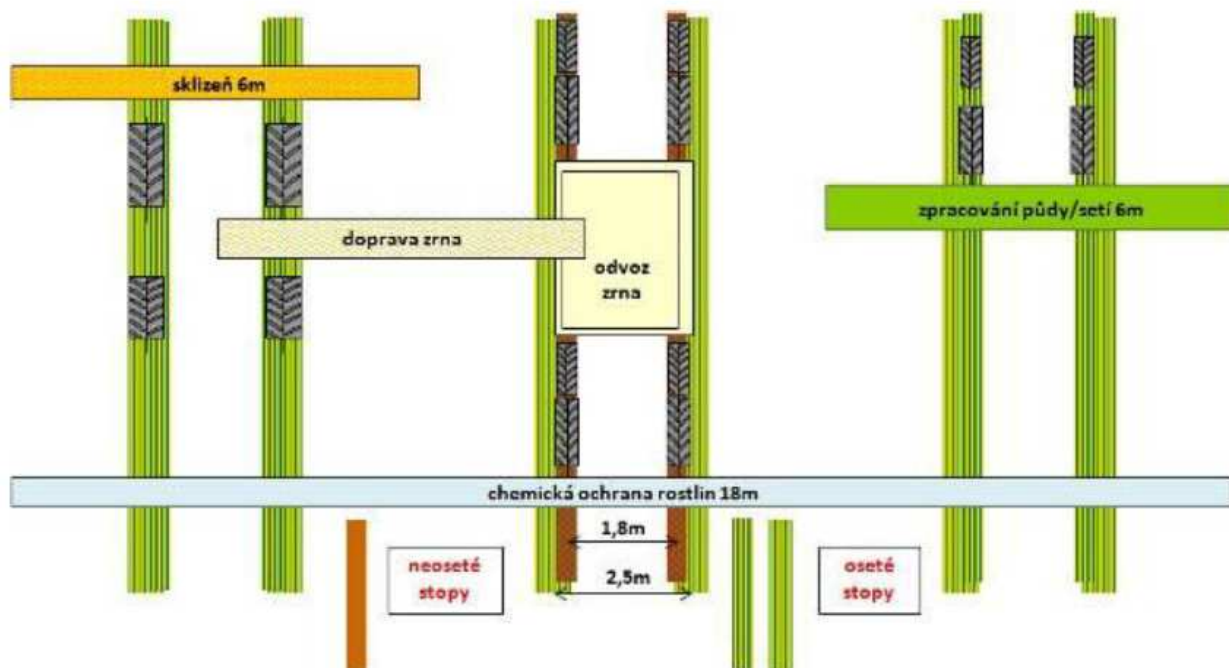 sklizeň 6m
zpracování půdy/setí 6m
doprava zrna
odvoz
zrna
chemická ochrana rostlin 18m
1,8m
neoseté
stopy
2,5m
oseté
stopy